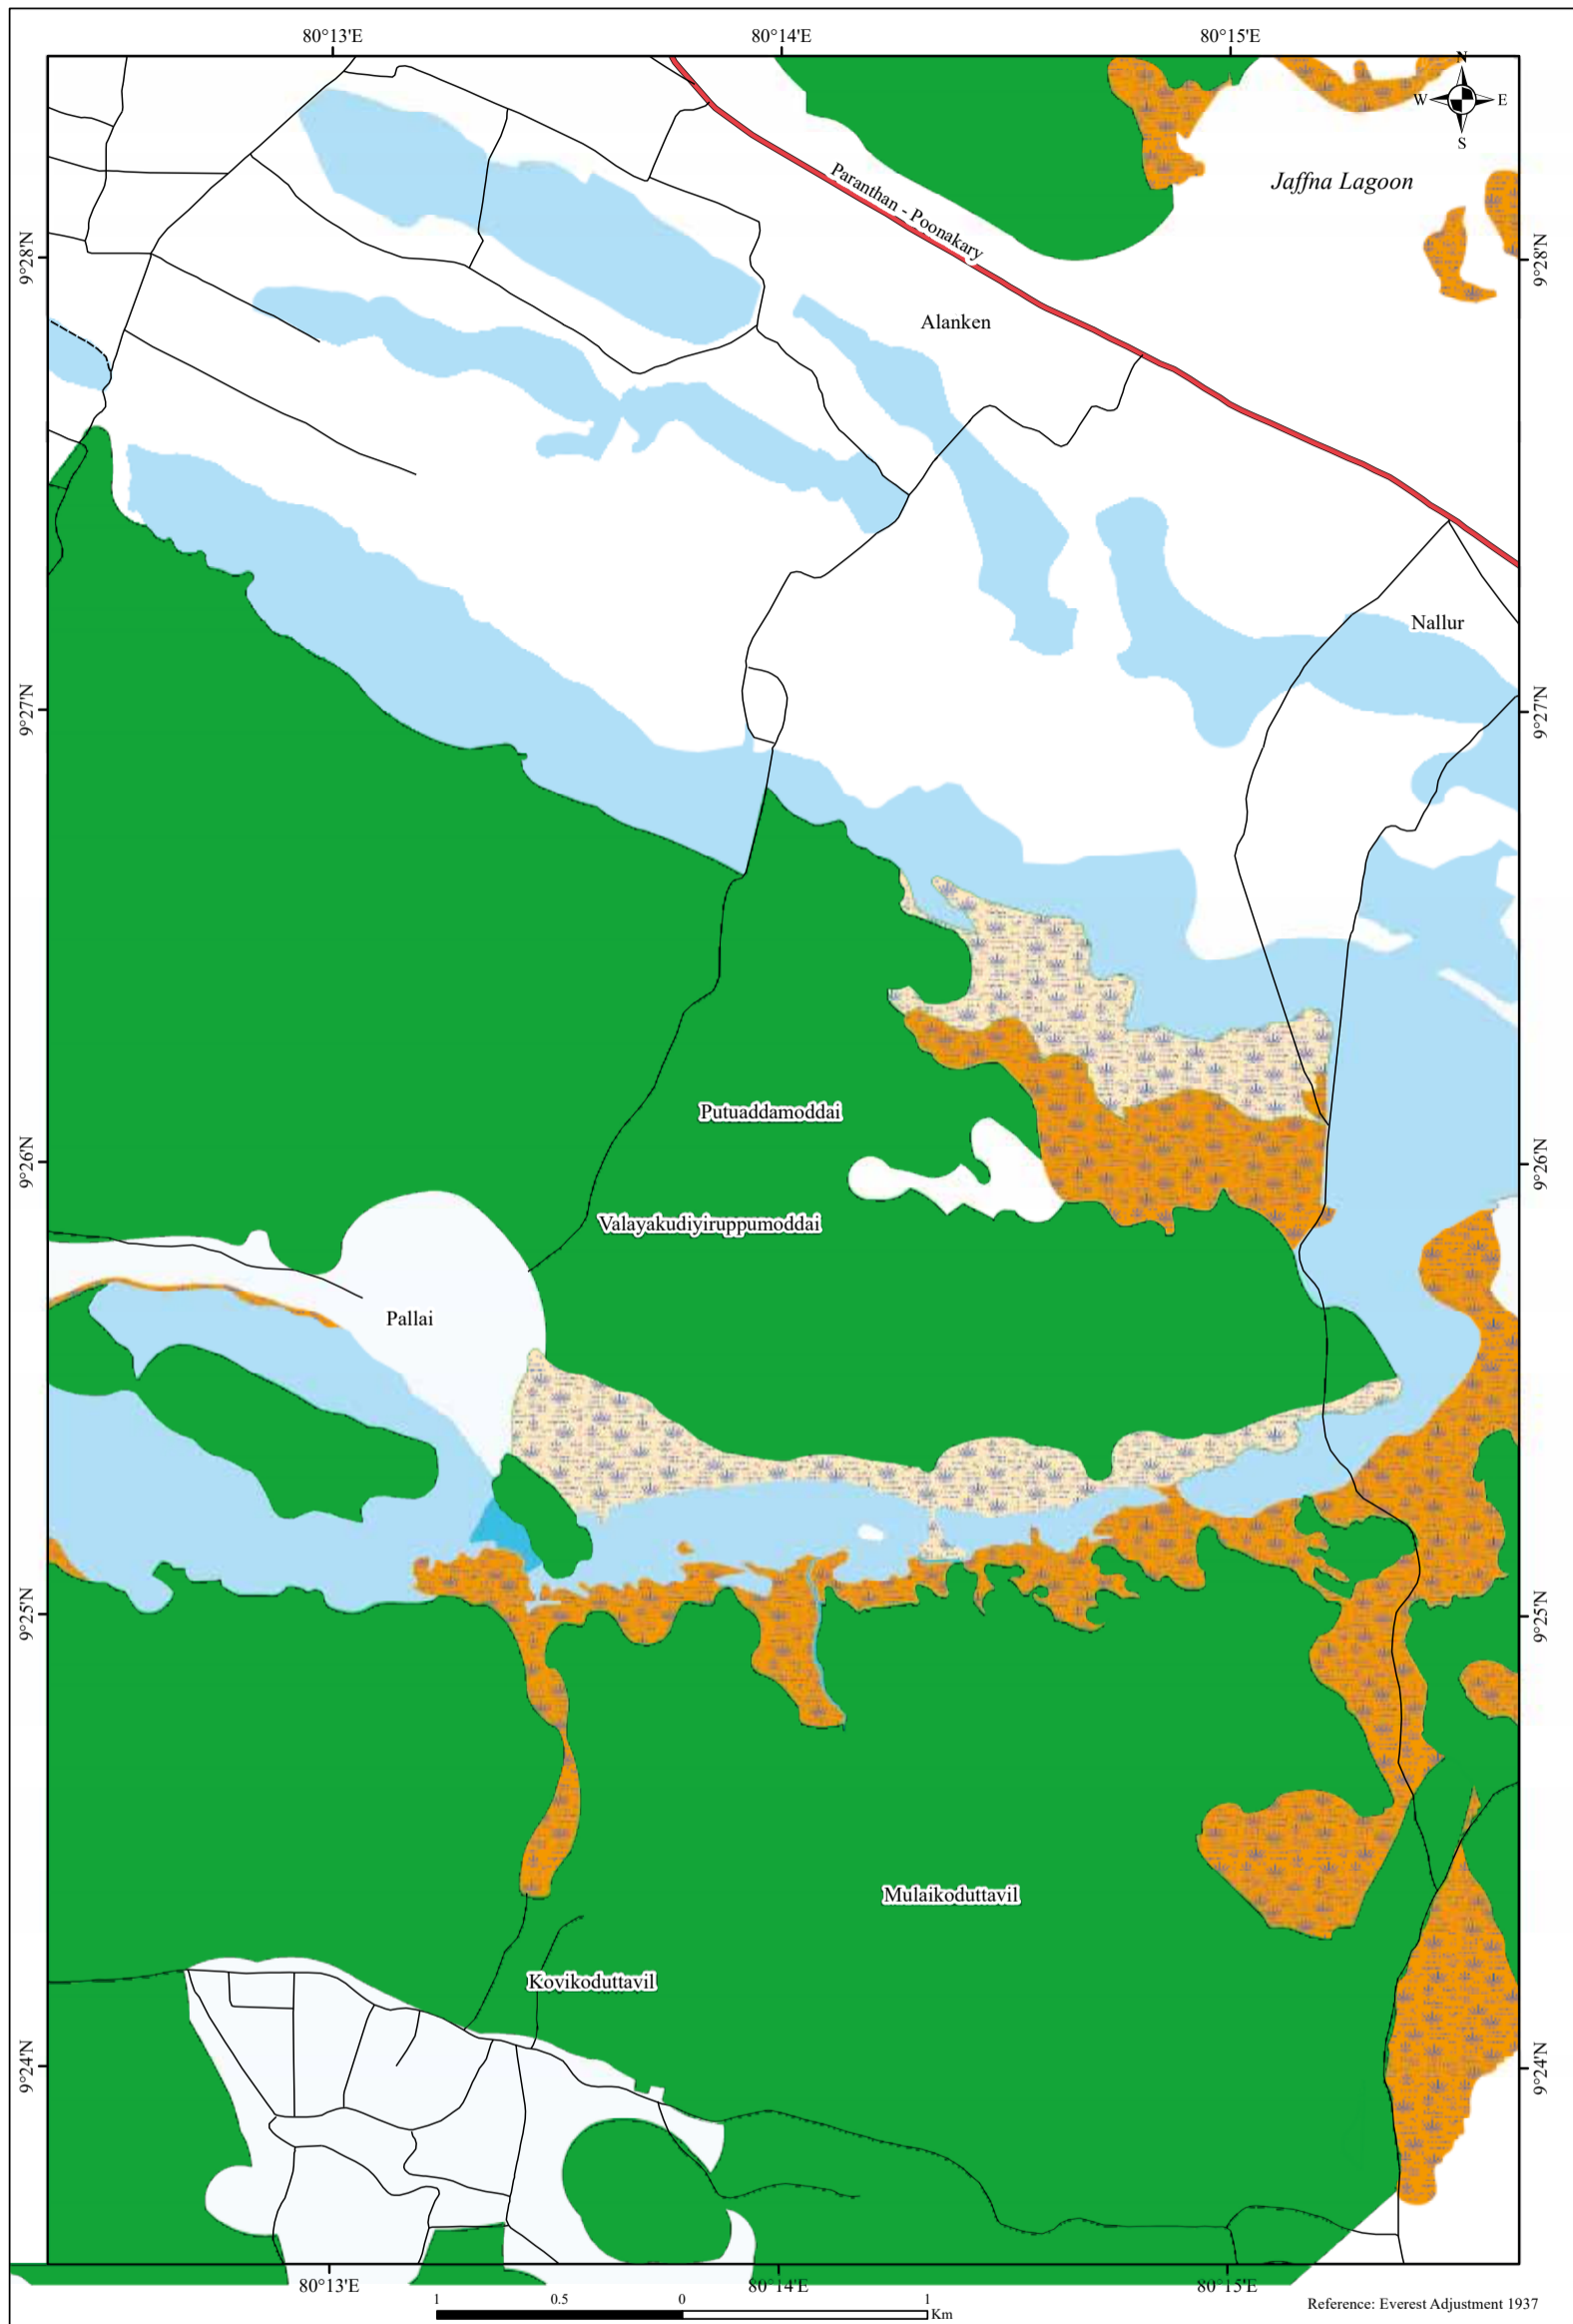 80°13'E
80°14'E
80°15'E
N
W
E
S
Jaffna Lagoon
Paranthan - Poonakary
9°28'N
9°28'N
Alanken
Nallur
9°27'N
9°27'N
Putuaddamoddai
9°26'N
9°26'N
Valayakudiyiruppumoddai
Pallai
9°25'N
9°25'N
Mulaikoduttavil
Kovikoduttavil
9°24'N
9°24'N
80°13'E
80°14'E
80°15'E
1
0.5
0
1
Km
Reference: Everest Adjustment 1937